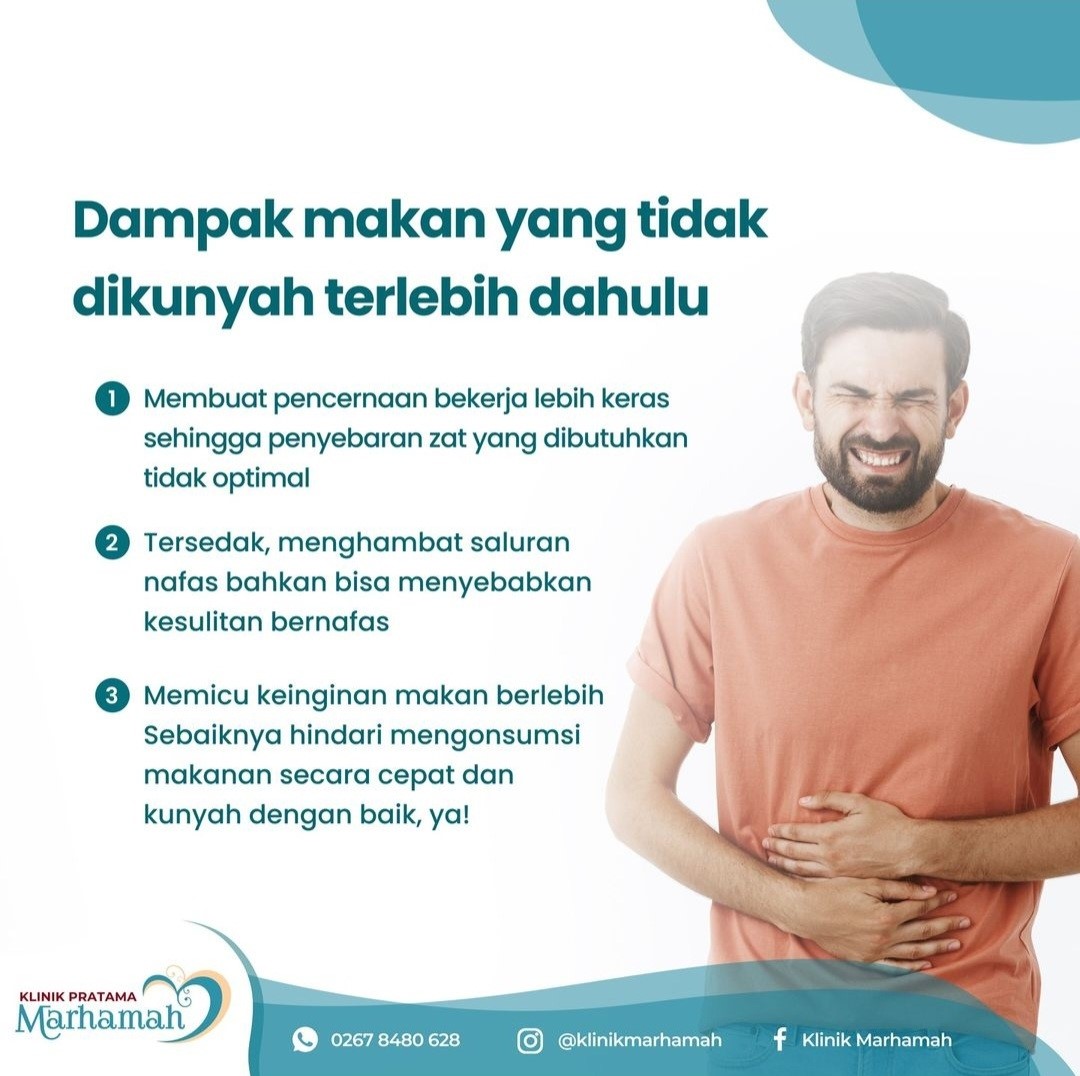 Dampak makan yang tidak
dikunyah terlebih dahulu
1 Membuat pencernaan bekerja lebih keras
sehingga penyebaran zat yang dibutuhkan
tidak optimal
2 Tersedak, menghambat saluran
nafas bahkan bisa menyebabkan
kesulitan bernafas
3 Memicu keinginan makan berlebih
Sebaiknya hindari mengonsumsi
makanan secara cepat dan
kunyah dengan baik, ya!
KLINIK PRATAMA
Marhamah
0267 8480 628
@klinikmarhamah
Klinik Marhamah